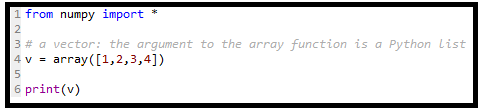 1 from numpy import *
2
3 # a vector: the argument to the array function is a Python list
4 v = array([1,2,3,4])
5
6 print(v)